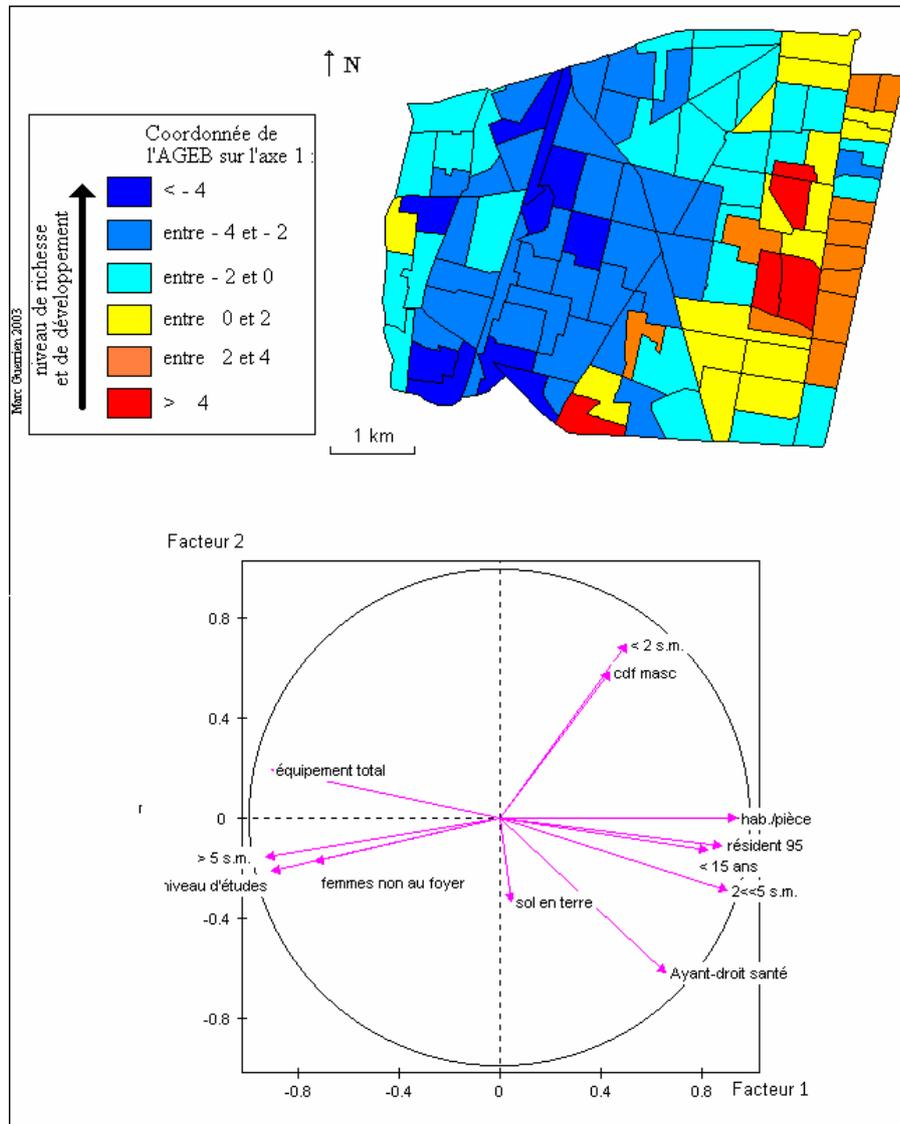 ↑ N
Coordonnée de
l'AGEB sur l'axe 1 :
< - 4
entre - 4 et - 2
entre - 2 et 0
entre 0 et 2
entre 2 et 4
> 4
niveau de richesse
et de développement
Marc Guerrien 2003
1 km
Facteur 2
0.8
0.4
0
-0.4
-0.8
r
< 2 s.m.
cdf masc
équipement total
hab./pièce
résident 95
< 15 ans
2<<5 s.m.
> 5 s.m.
niveau d'études
femmes non au foyer
sol en terre
Ayant-droit santé
-0.8
-0.4
0
0.4
0.8
Facteur 1